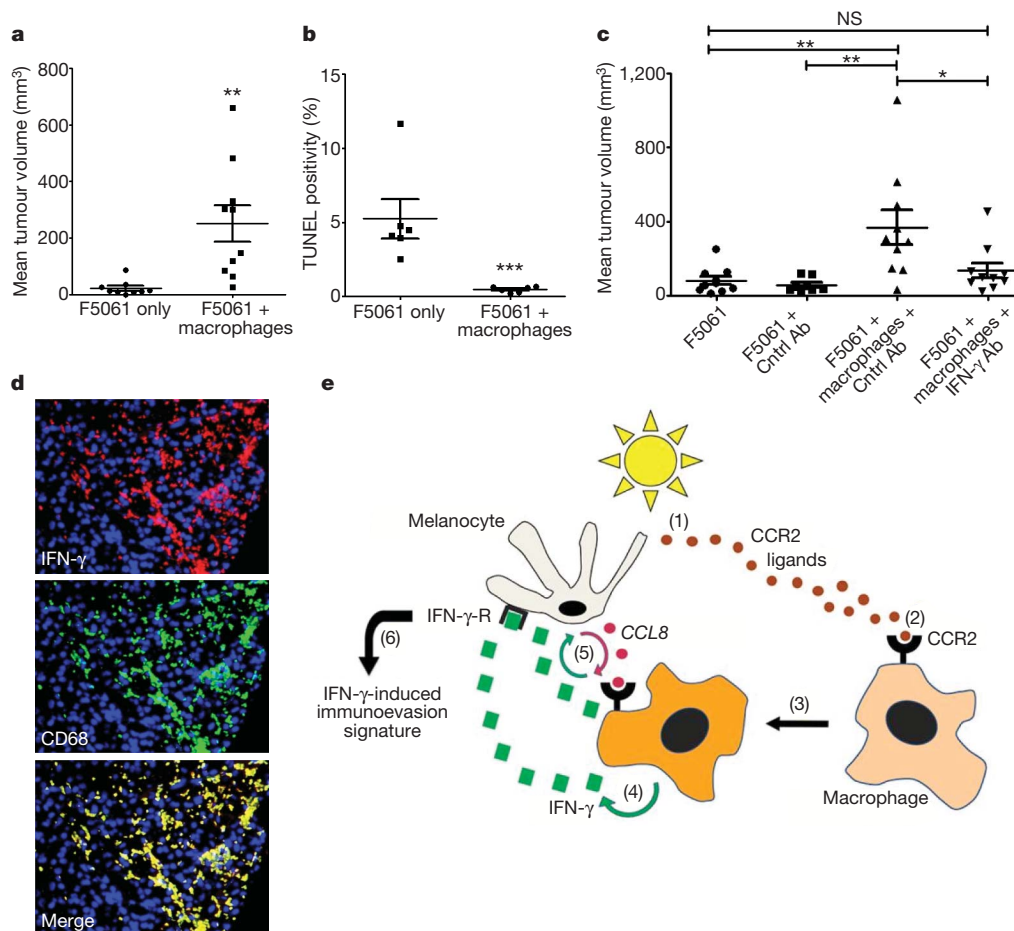 a
Mean tumour volume (mm³)
800
600
400
200
0
**
F5061 only
F5061 +
macrophages
b
TUNEL positivity (%)
15
10
5
0
***
F5061 only
F5061 +
macrophages
c
Mean tumour volume (mm³)
NS
**
**
*
1,200
800
400
0
F5061
F5061 +
Cntrl Ab
F5061 +
macrophages +
Cntrl Ab
F5061 +
macrophages +
IFN-γ Ab
d
IFN-γ
CD68
Merge
e
Melanocyte
(1)
CCR2
ligands
(2)
CCR2
IFN-γ-R
CCL8
(5)
(6)
IFN-γ-induced
immunoevasion
signature
(3)
IFN-γ
(4)
Macrophage